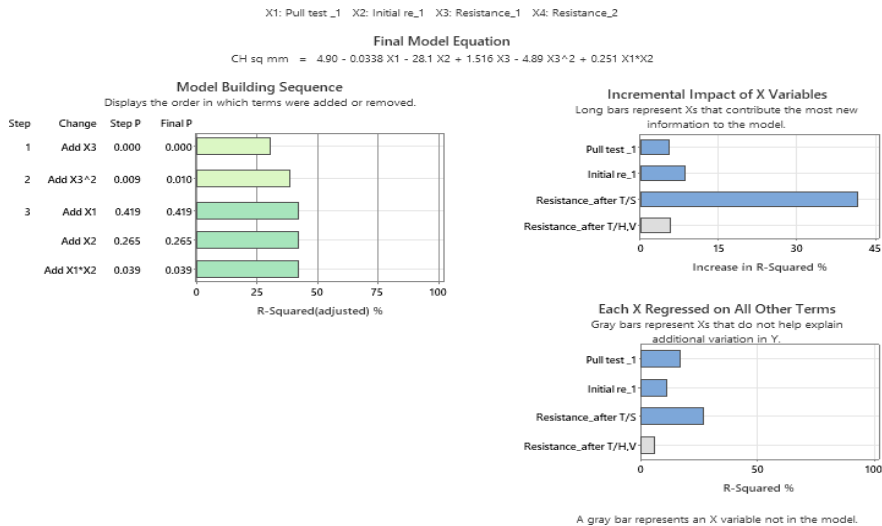 X1: Pull test _1 X2: Initial re_1 X3: Resistance_1 X4: Resistance_2
Final Model Equation
CH sq mm = 4.90 - 0.0338 X1 - 28.1 X2 + 1.516 X3 - 4.89 X3^2 + 0.251 X1*X2
Model Building Sequence
Displays the order in which terms were added or removed.
Step Change Step P Final P
1 Add X3 0.000 0.000
2 Add X3^2 0.009 0.010
3 Add X1 0.419 0.419
Add X2 0.265 0.265
Add X1*X2 0.039 0.039
0 25 50 75 100
R-Squared(adjusted) %
Incremental Impact of X Variables
Long bars represent Xs that contribute the most new
information to the model.
Pull test _1
Initial re_1
Resistance_after T/S
Resistance_after T/H,V
0 15 30 45
Increase in R-Squared %
Each X Regressed on All Other Terms
Gray bars represent Xs that do not help explain
additional variation in Y.
Pull test _1
Initial re_1
Resistance_after T/S
Resistance_after T/H,V
0 50 100
R-Squared %
A gray bar represents an X variable not in the model.